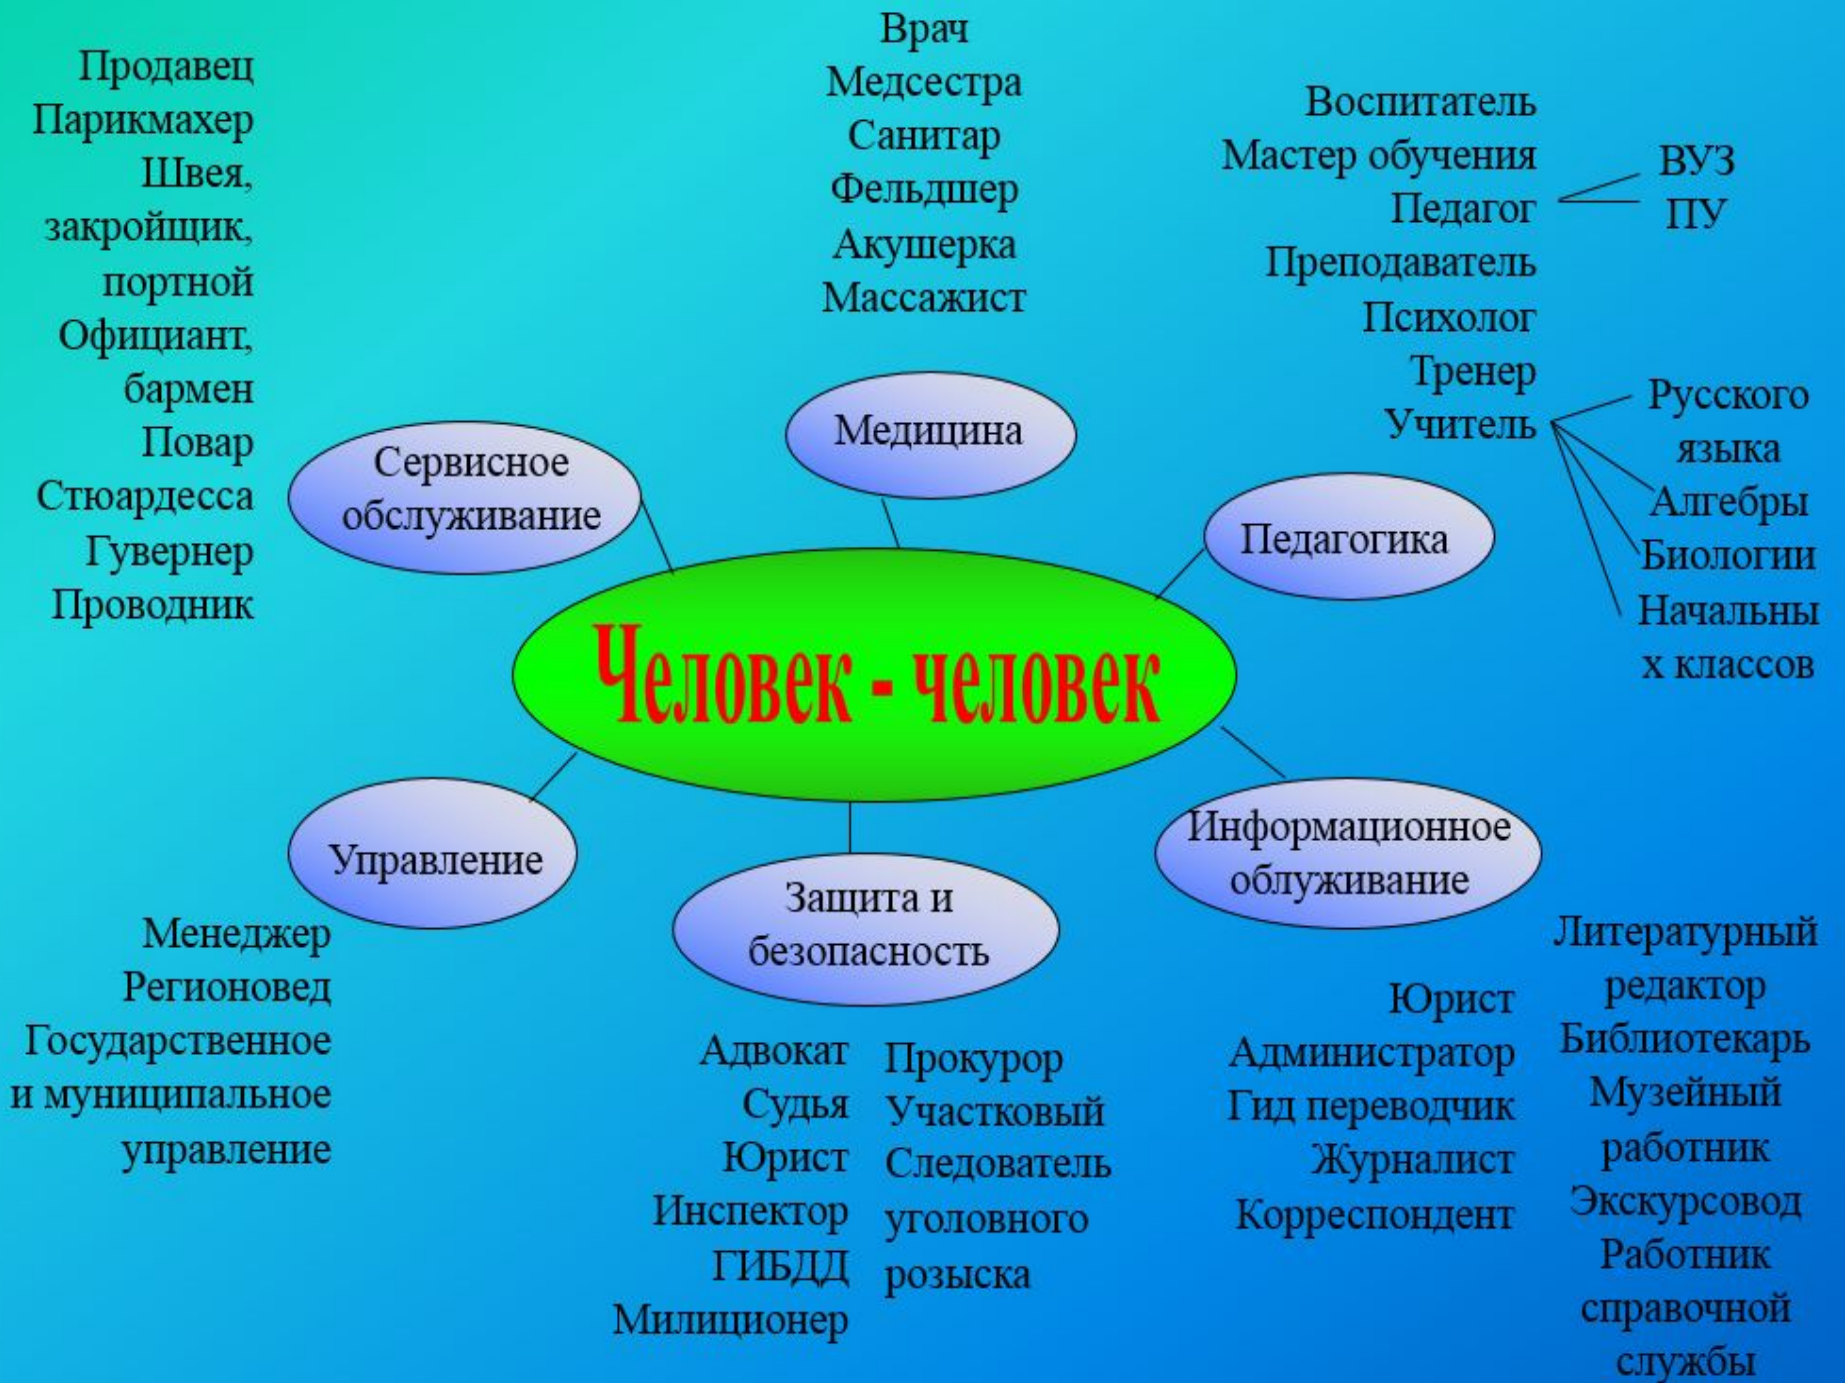 Продавец
Парикмахер
Швея,
закройщик,
портной
Официант,
бармен
Повар
Стюардесса
Гувернер
Проводник
Врач
Медсестра
Санитар
Фельдшер
Акушерка
Массажист
Воспитатель
Мастер обучения
Педагог
Преподаватель
Психолог
Тренер
Учитель
ВУЗ
ПУ
Русского
языка
Алгебры
Биологии
Начальны
х классов
Сервисное
обслуживание
Медицина
Педагогика
Человек - человек
Управление
Защита и
безопасность
Информационное
облуживание
Менеджер
Регионовед
Государственное
и муниципальное
управление
Адвокат
Судья
Юрист
Инспектор
ГИБДД
Милиционер
Прокурор
Участковый
Следователь
уголовного
розыска
Юрист
Администратор
Гид переводчик
Журналист
Корреспондент
Литературный
редактор
Библиотекарь
Музейный
работник
Экскурсовод
Работник
справочной
службы